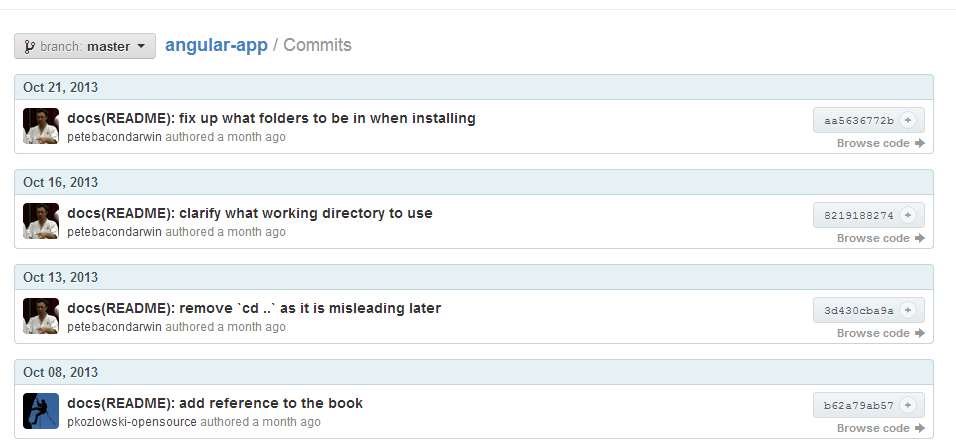 branch: master angular-app / Commits
Oct 21, 2013
docs(README): fix up what folders to be in when installing aa5636772b
petebacondarwin authored a month ago Browse code
Oct 16, 2013
docs(README): clarify what working directory to use 8219188274
petebacondarwin authored a month ago Browse code
Oct 13, 2013
docs(README): remove `cd ..` as it is misleading later 3d430cba9a
petebacondarwin authored a month ago Browse code
Oct 08, 2013
docs(README): add reference to the book b62a79ab57
pkozlowski-opensource authored a month ago Browse code